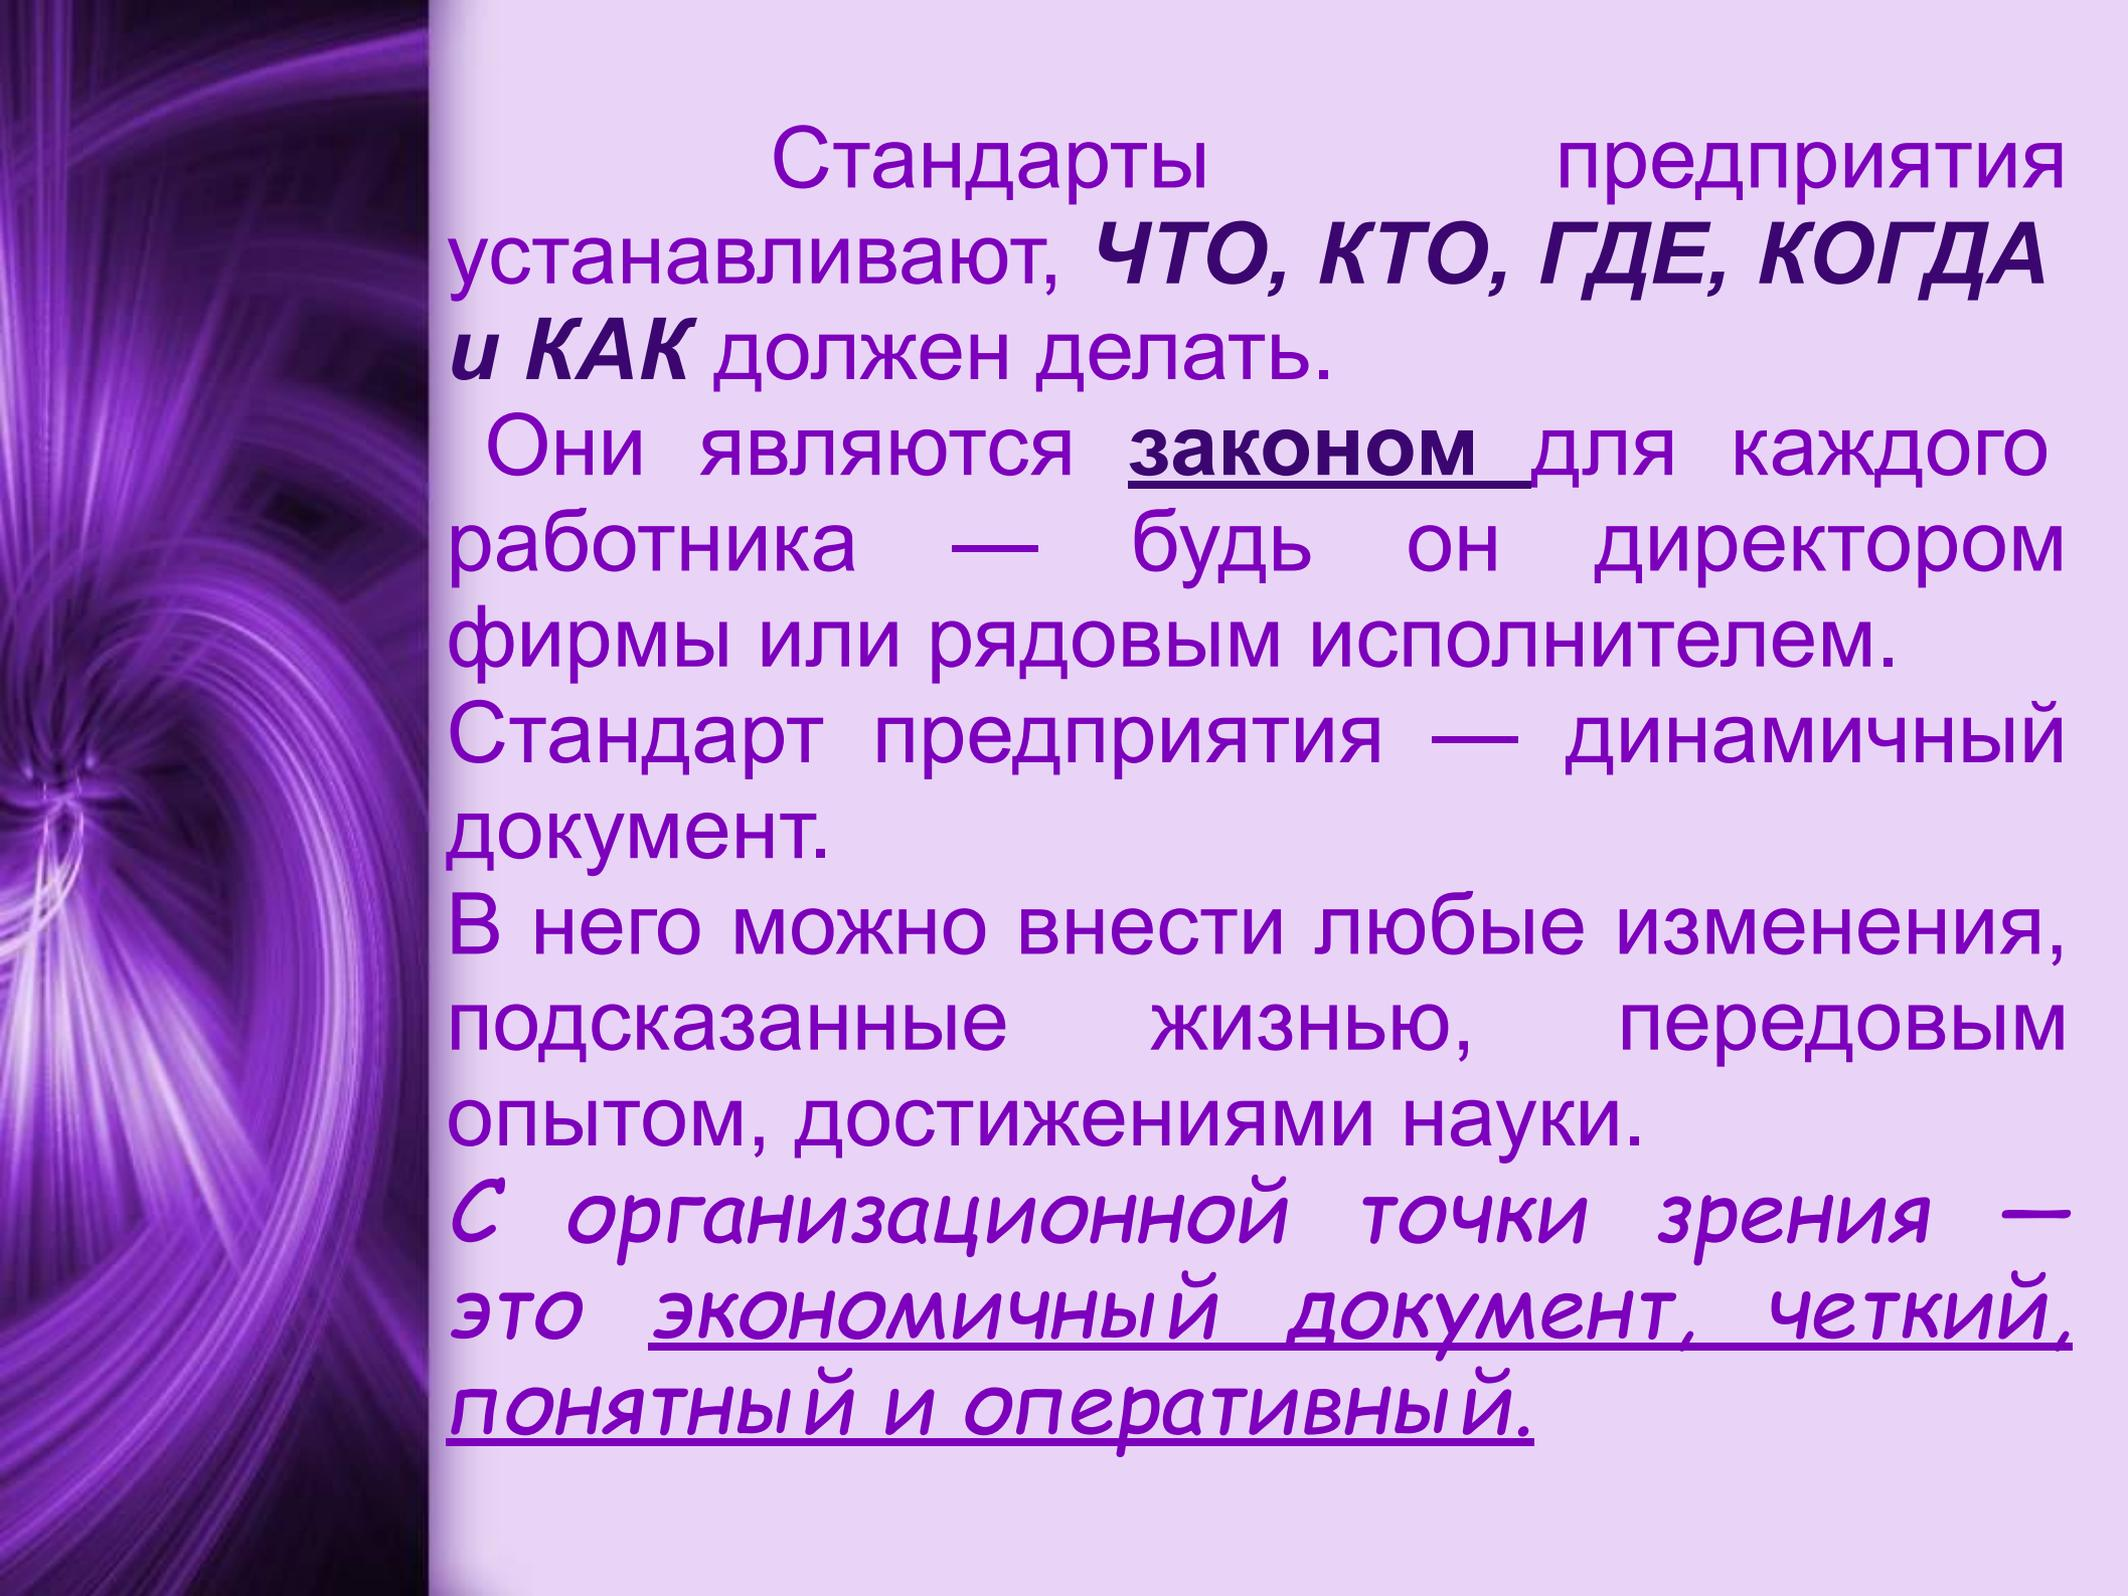 Стандарты предприятия
устанавливают, ЧТО, КТО, ГДЕ, КОГДА
и КАК должен делать.
Они являются законом для каждого
работника — будь он директором
фирмы или рядовым исполнителем.
Стандарт предприятия — динамичный
документ.
В него можно внести любые изменения,
подсказанные жизнью, передовым
опытом, достижениями науки.
С организационной точки зрения —
это экономичный документ, четкий,
понятный и оперативный.